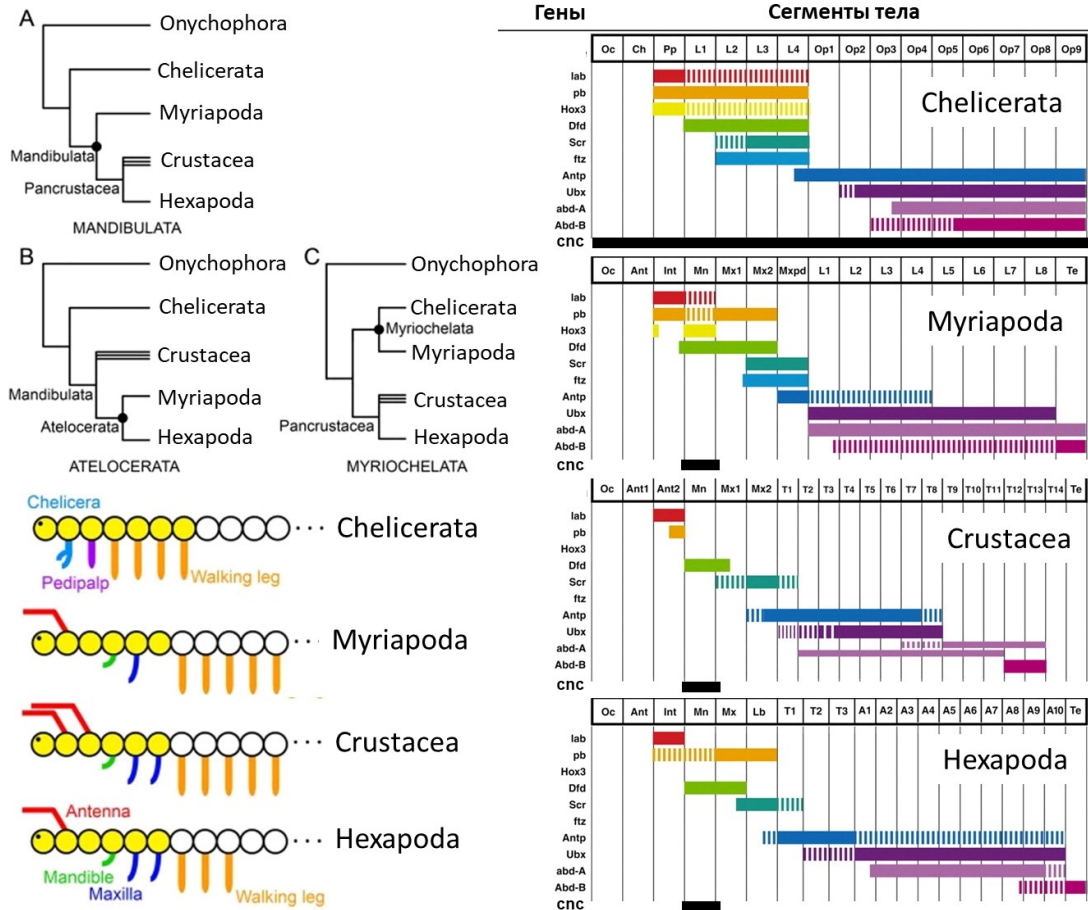 A
Onychophora
Chelicerata
Myriapoda
Mandibulata
Crustacea
Pancrustacea
Hexapoda
MANDIBULATA
B
Onychophora
Chelicerata
Crustacea
Mandibulata
Myriapoda
Atelocerata
Hexapoda
ATELOCERATA
C
Onychophora
Chelicerata
Myriochelata
Myriapoda
Crustacea
Pancrustacea
Hexapoda
MYRIOCHELATA
Chelicera
Chelicerata
Pedipalp
Walking leg
Myriapoda
Crustacea
Antenna
Hexapoda
Mandible
Maxilla
Walking leg
Гены Сегменты тела
Oc Ch Pp L1 L2 L3 L4 Op1 Op2 Op3 Op4 Op5 Op6 Op7 Op8 Op9
lab
pb
Chelicerata
Hox3
Dfd
Scr
ftz
Antp
Ubx
abd-A
Abd-B
cnc
Oc Ant Int Mn Mx1 Mx2 Mxpd L1 L2 L3 L4 L5 L6 L7 L8 Te
lab
pb
Myriapoda
Hox3
Dfd
Scr
ftz
Antp
Ubx
abd-A
Abd-B
cnc
Oc Ant1 Ant2 Mn Mx1 Mx2 T1 T2 T3 T4 T5 T6 T7 T8 T9 T10 T11 T12 T13 T14 Te
lab
pb
Crustacea
Hox3
Dfd
Scr
ftz
Antp
Ubx
abd-A
Abd-B
cnc
Oc Ant Int Mn Mx Lb T1 T2 T3 A1 A2 A3 A4 A5 A6 A7 A8 A9 A10 Te
lab
pb
Hexapoda
Hox3
Dfd
Scr
ftz
Antp
Ubx
abd-A
Abd-B
cnc